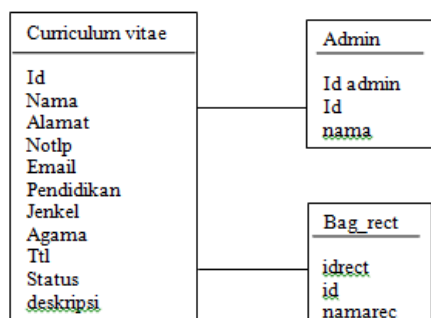 Curriculum vitae
Id
Nama
Alamat
Notlp
Email
Pendidikan
Jenkel
Agama
Ttl
Status
deskripsi
Admin
Id admin
Id
nama
Bag_rect
idrect
id
namarec